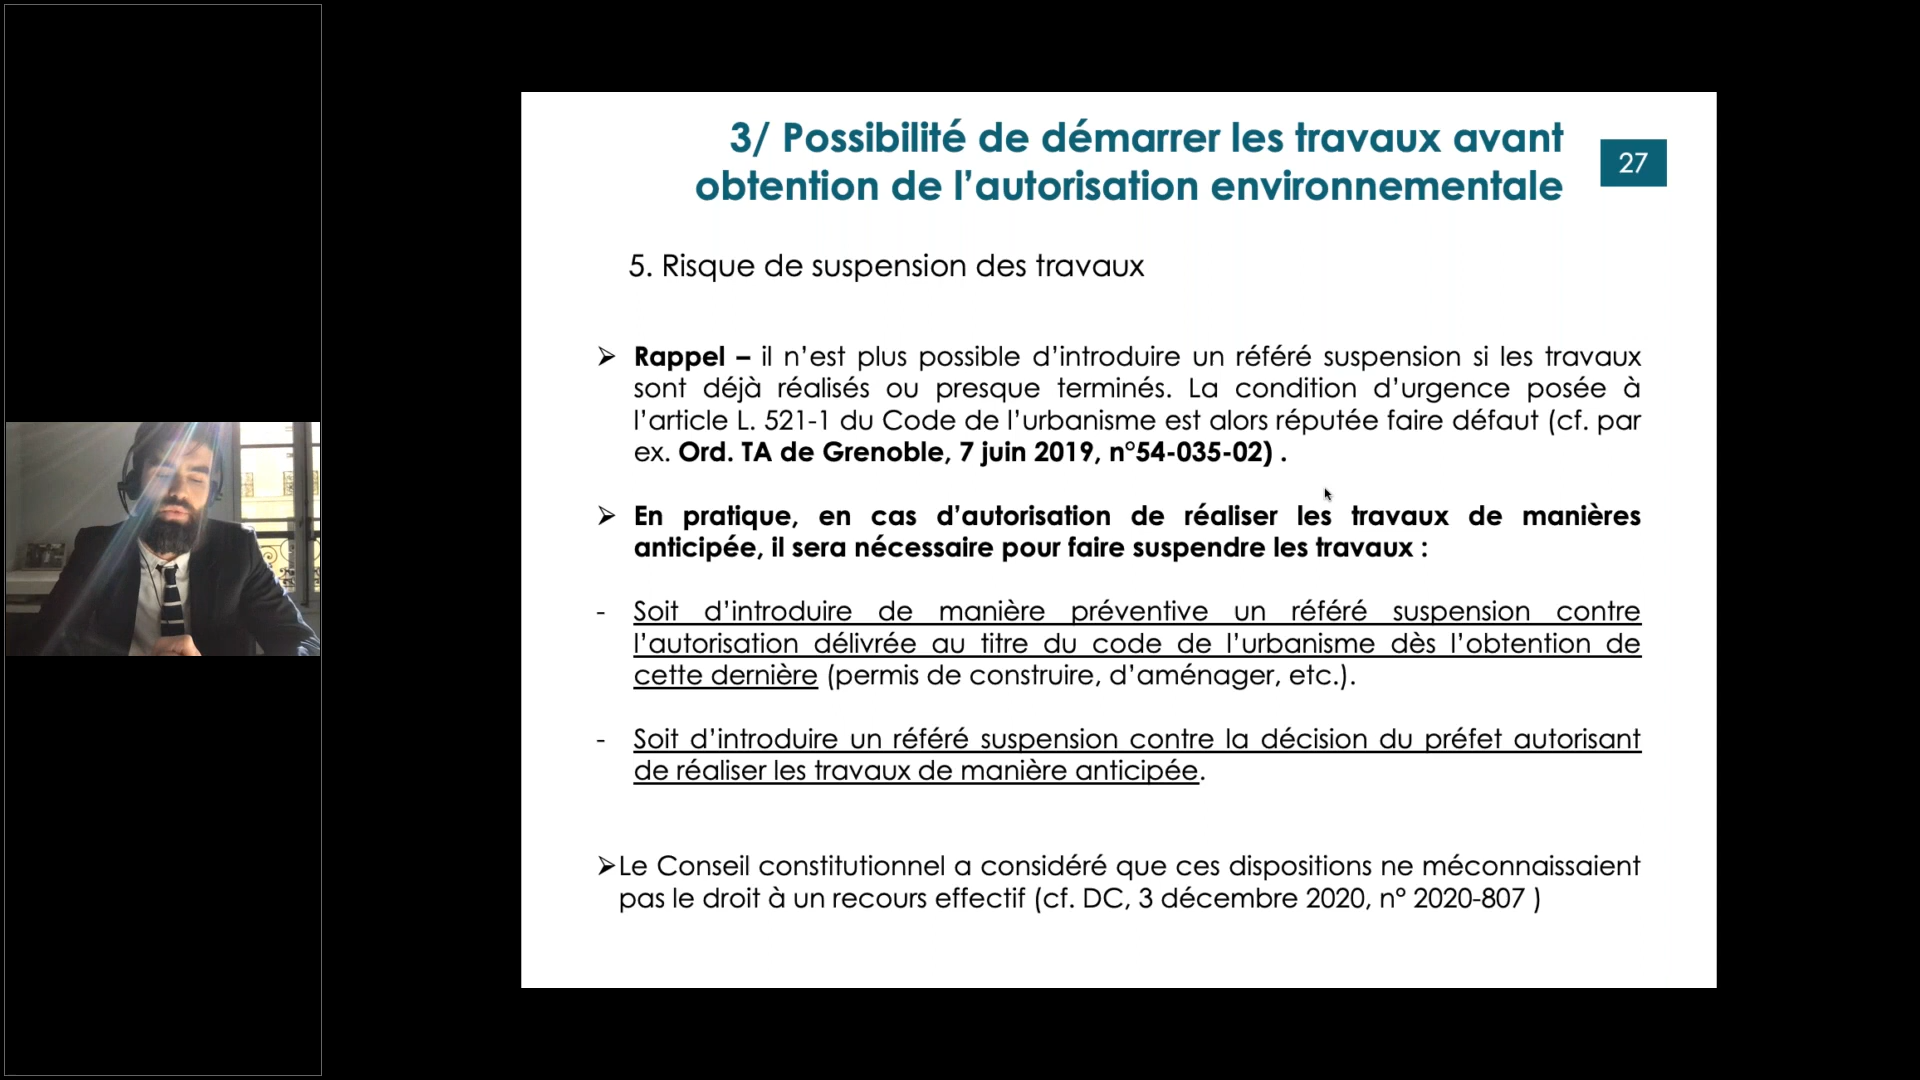 3/ Possibilité de démarrer les travaux avant
obtention de l’autorisation environnementale
27
5. Risque de suspension des travaux
➢ Rappel – il n’est plus possible d’introduire un référé suspension si les travaux
sont déjà réalisés ou presque terminés. La condition d’urgence posée à
l’article L. 521-1 du Code de l’urbanisme est alors réputée faire défaut (cf. par
ex. Ord. TA de Grenoble, 7 juin 2019, n°54-035-02) .
➢ En pratique, en cas d’autorisation de réaliser les travaux de manières
anticipée, il sera nécessaire pour faire suspendre les travaux :
- Soit d’introduire de manière préventive un référé suspension contre
l’autorisation délivrée au titre du code de l’urbanisme dès l’obtention de
cette dernière (permis de construire, d’aménager, etc.).
- Soit d’introduire un référé suspension contre la décision du préfet autorisant
de réaliser les travaux de manière anticipée.
➢Le Conseil constitutionnel a considéré que ces dispositions ne méconnaissaient
pas le droit à un recours effectif (cf. DC, 3 décembre 2020, n° 2020-807 )